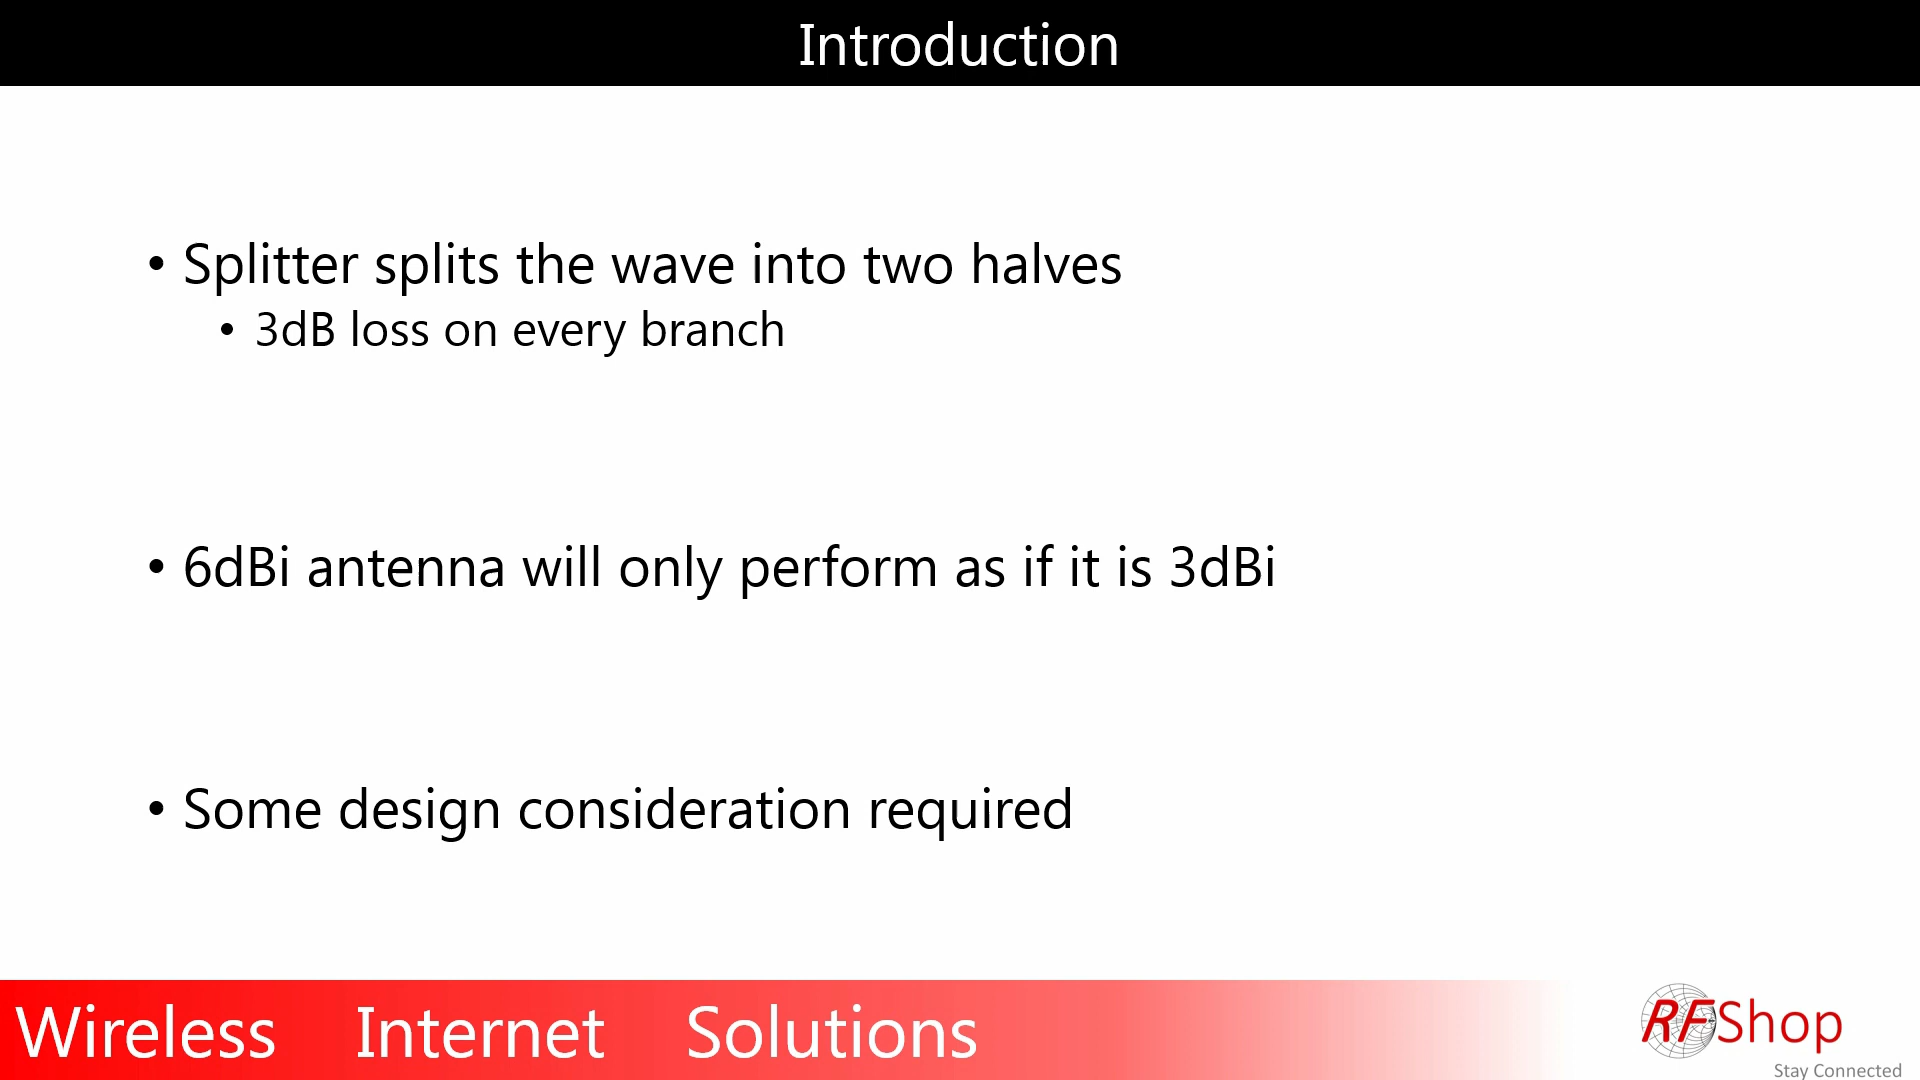 Introduction
• Splitter splits the wave into two halves
• 3dB loss on every branch
• 6dBi antenna will only perform as if it is 3dBi
• Some design consideration required
Wireless Internet Solutions
RFShop
Stay Connected